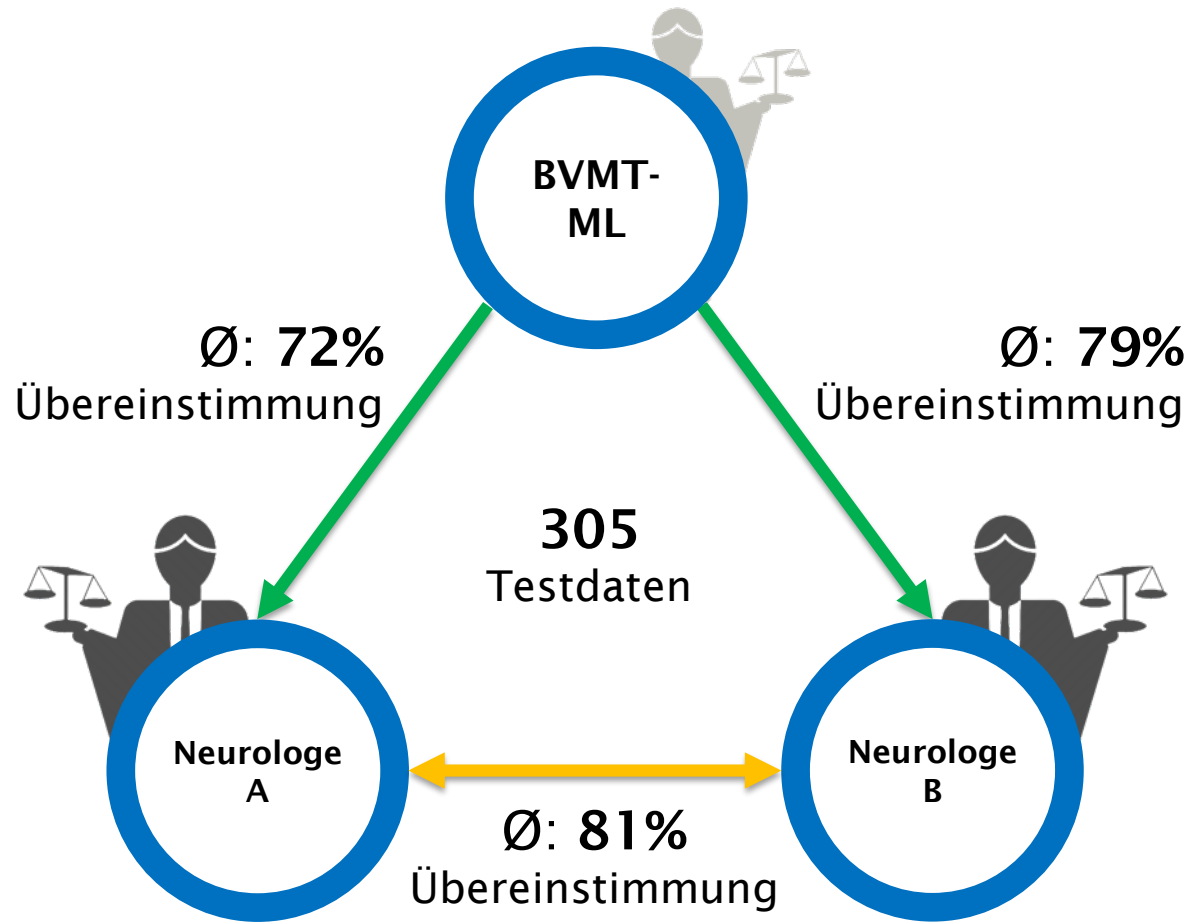 BVMT-
ML
Ø: 72%
Übereinstimmung
Ø: 79%
Übereinstimmung
305
Testdaten
Neurologe
A
Neurologe
B
Ø: 81%
Übereinstimmung